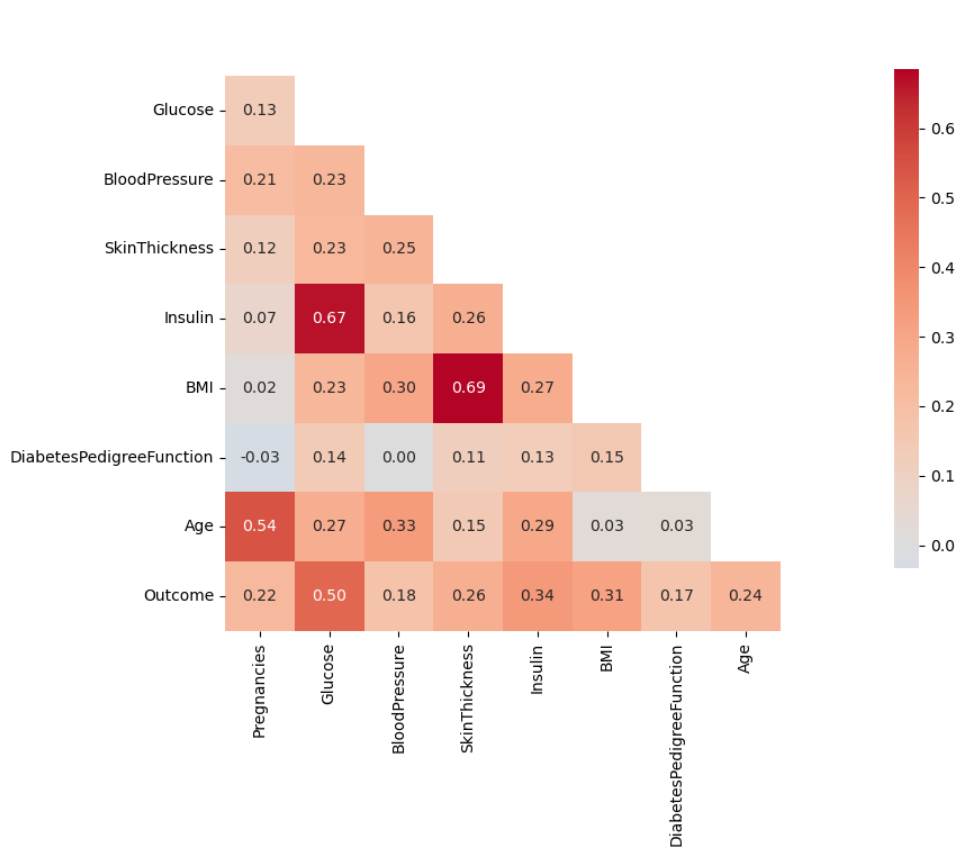 Glucose 0.13
BloodPressure 0.21 0.23
SkinThickness 0.12 0.23 0.25
Insulin 0.07 0.67 0.16 0.26
BMI 0.02 0.23 0.30 0.69 0.27
DiabetesPedigreeFunction -0.03 0.14 0.00 0.11 0.13 0.15
Age 0.54 0.27 0.33 0.15 0.29 0.03 0.03
Outcome 0.22 0.50 0.18 0.26 0.34 0.31 0.17 0.24
Pregnancies
Glucose
BloodPressure
SkinThickness
Insulin
BMI
DiabetesPedigreeFunction
Age
0.6
0.5
0.4
0.3
0.2
0.1
0.0